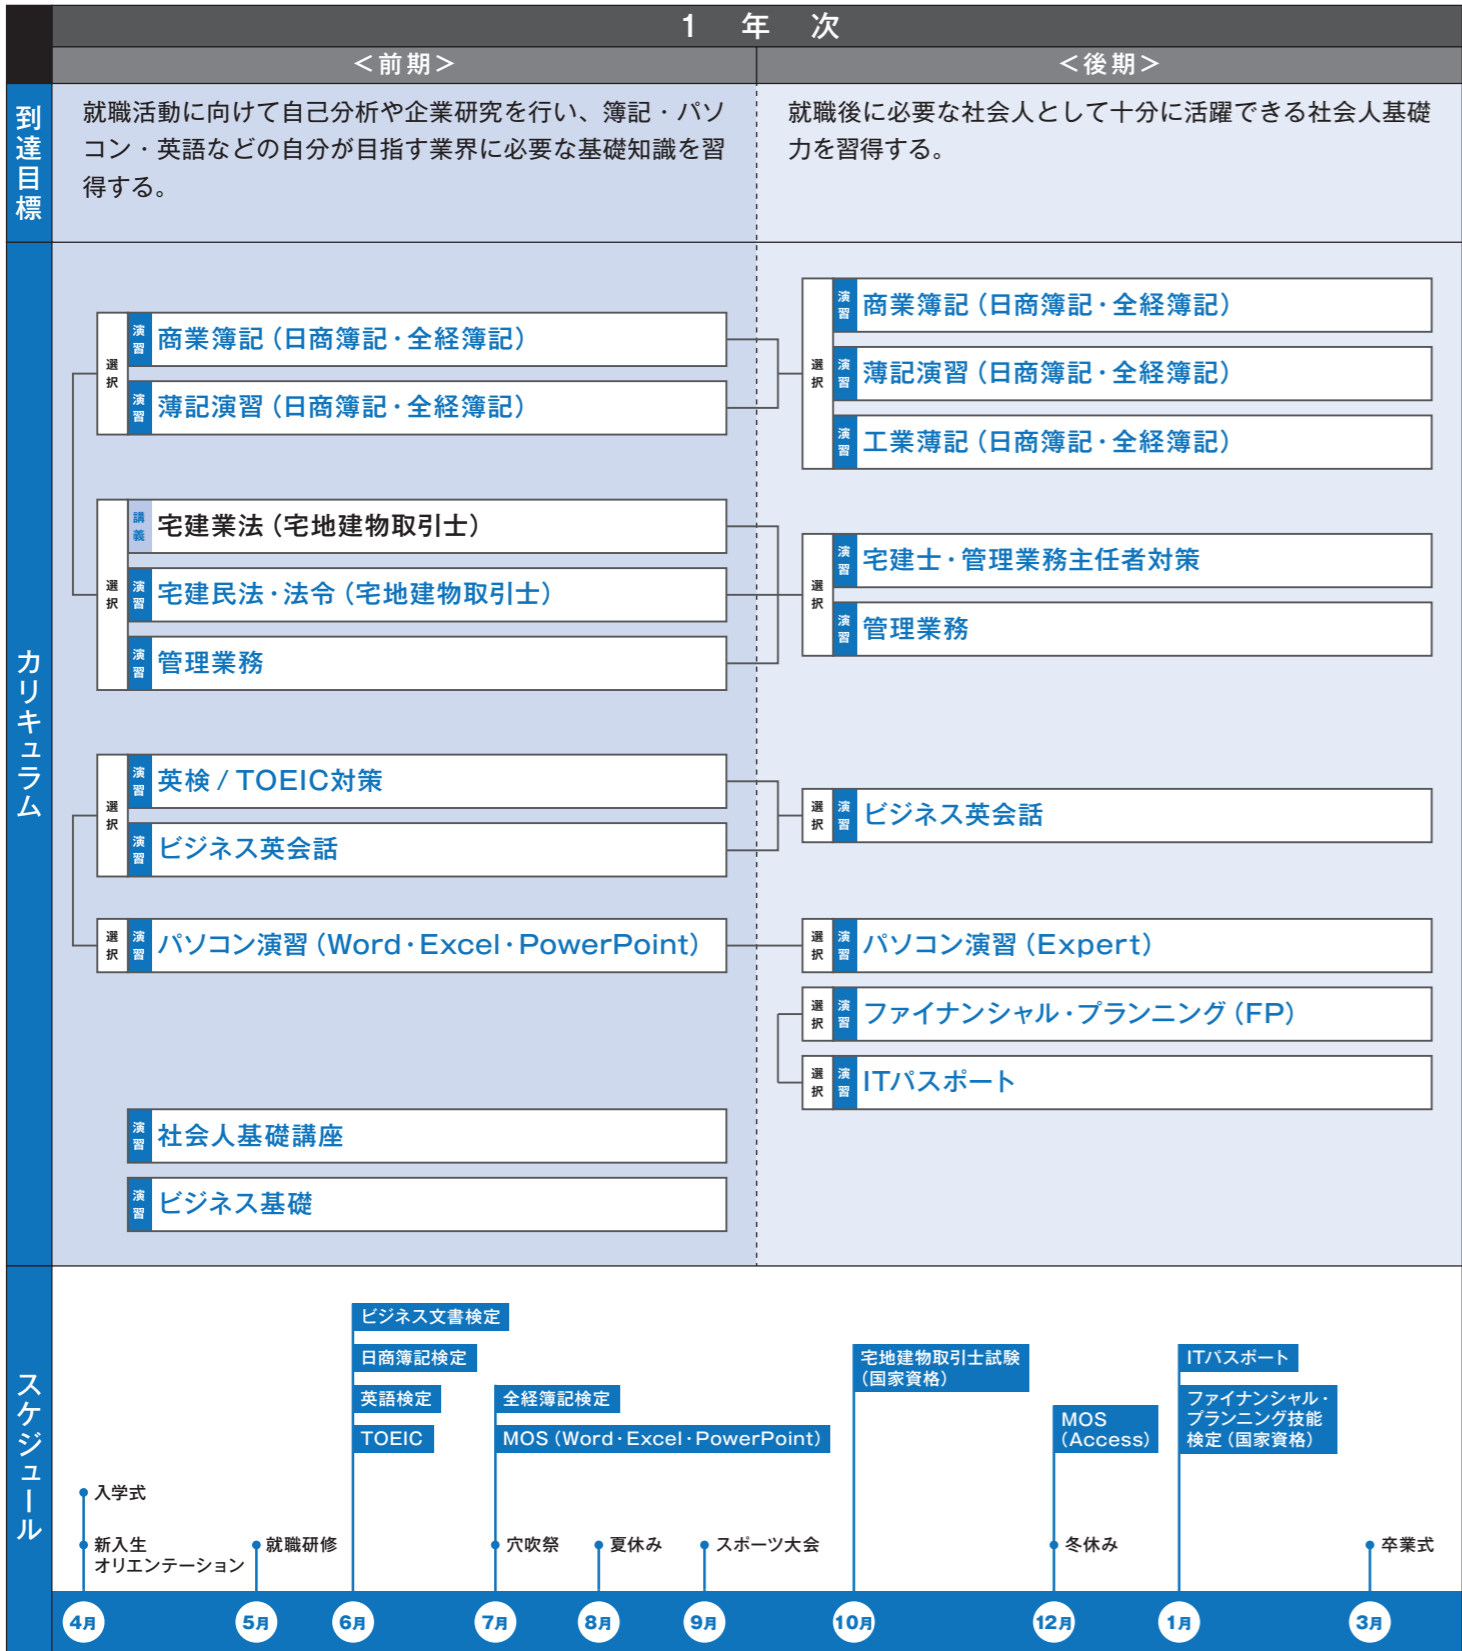 1 年 次
＜前期＞
＜後期＞
到達目標
就職活動に向けて自己分析や企業研究を行い、簿記・パソ
コン・英語などの自分が目指す業界に必要な基礎知識を習
得する。
就職後に必要な社会人として十分に活躍できる社会人基礎
力を習得する。
カリキュラム
選択
演習 商業簿記（日商簿記・全経簿記）
演習 薄記演習（日商簿記・全経簿記）
選択
講義 宅建業法（宅地建物取引士）
演習 宅建民法・法令（宅地建物取引士）
演習 管理業務
選択
演習 英検 / TOEIC対策
演習 ビジネス英会話
選択 演習 パソコン演習（Word・Excel・PowerPoint）
演習 社会人基礎講座
演習 ビジネス基礎
選択
演習 商業簿記（日商簿記・全経簿記）
演習 薄記演習（日商簿記・全経簿記）
演習 工業薄記（日商簿記・全経簿記）
選択
演習 宅建士・管理業務主任者対策
演習 管理業務
選択 演習 ビジネス英会話
選択 演習 パソコン演習（Expert）
選択 演習 ファイナンシャル・プランニング（FP）
選択 演習 ITパスポート
スケジュール
入学式
新入生
オリエンテーション
就職研修
ビジネス文書検定
日商簿記検定
英語検定
TOEIC
全経簿記検定
MOS（Word・Excel・PowerPoint）
穴吹祭
夏休み
スポーツ大会
宅地建物取引士試験
（国家資格）
MOS
（Access）
冬休み
ITパスポート
ファイナンシャル・
プランニング技能
検定（国家資格）
卒業式
4月
5月
6月
7月
8月
9月
10月
12月
1月
3月